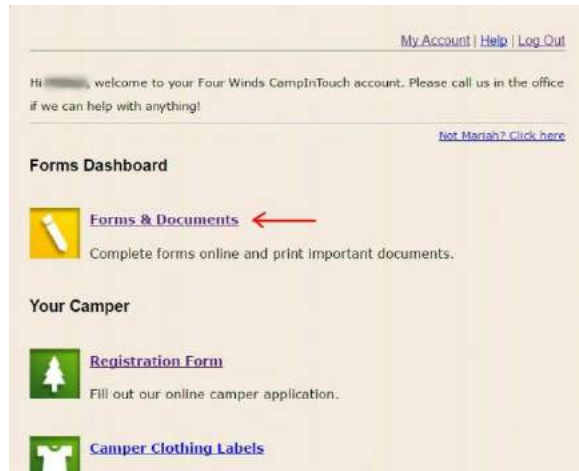 My Account | Help | Log Out
Hi , welcome to your Four Winds CampInTouch account. Please call us in the office
if we can help with anything!
Not Mariah? Click here
Forms Dashboard
Forms & Documents
Complete forms online and print important documents.
Your Camper
Registration Form
Fill out our online camper application.
Camper Clothing Labels